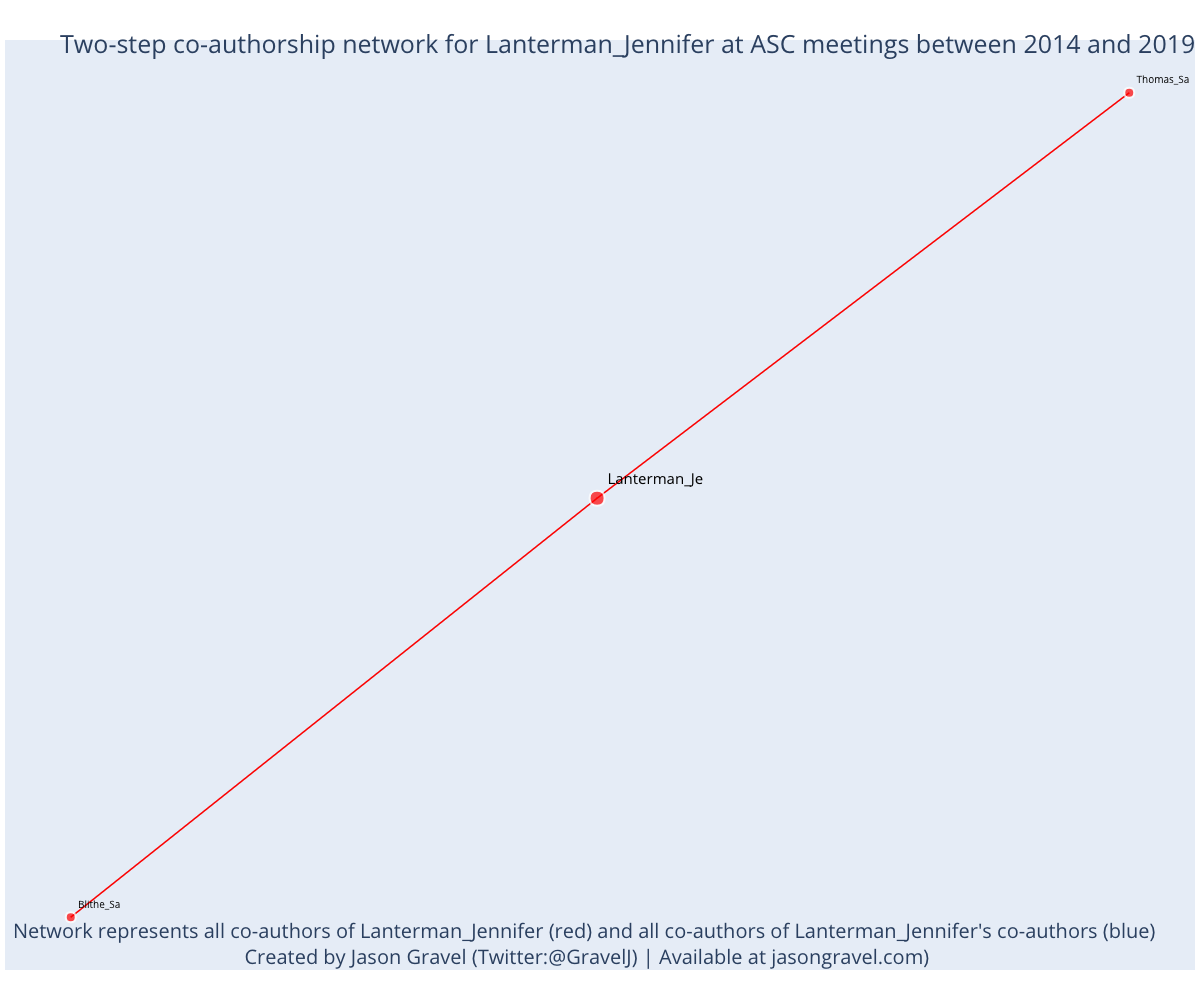 Two-step co-authorship network for Lanterman_Jennifer at ASC meetings between 2014 and 2019
Thomas_Sa
Lanterman_Je
Blithe_Sa
Network represents all co-authors of Lanterman_Jennifer (red) and all co-authors of Lanterman_Jennifer's co-authors (blue)
Created by Jason Gravel (Twitter:@GravelJ) | Available at jasongravel.com)